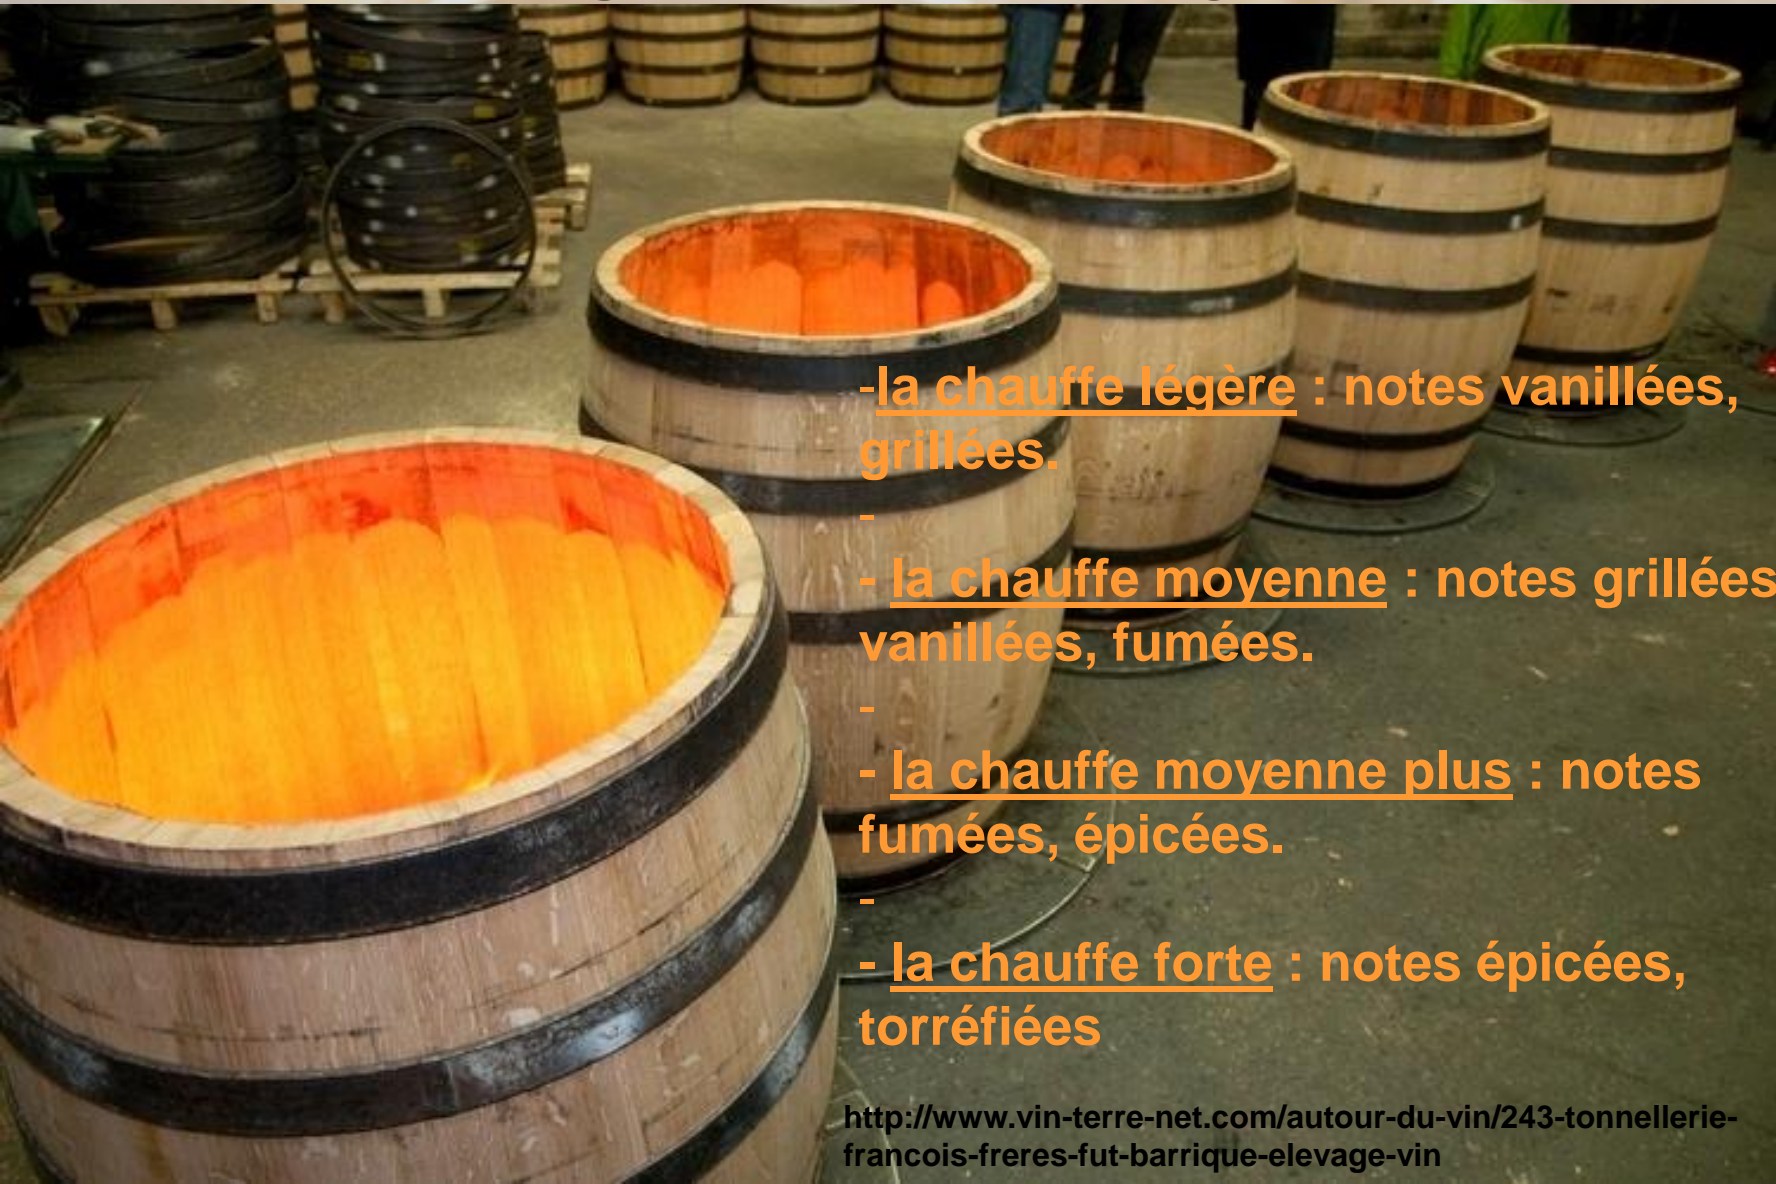 -la chauffe légère : notes vanillées,
grillées.
-
- la chauffe moyenne : notes grillées
vanillées, fumées.
-
- la chauffe moyenne plus : notes
fumées, épicées.
-
- la chauffe forte : notes épicées,
torréfiées
http://www.vin-terre-net.com/autour-du-vin/243-tonnellerie-
francois-freres-fut-barrique-elevage-vin